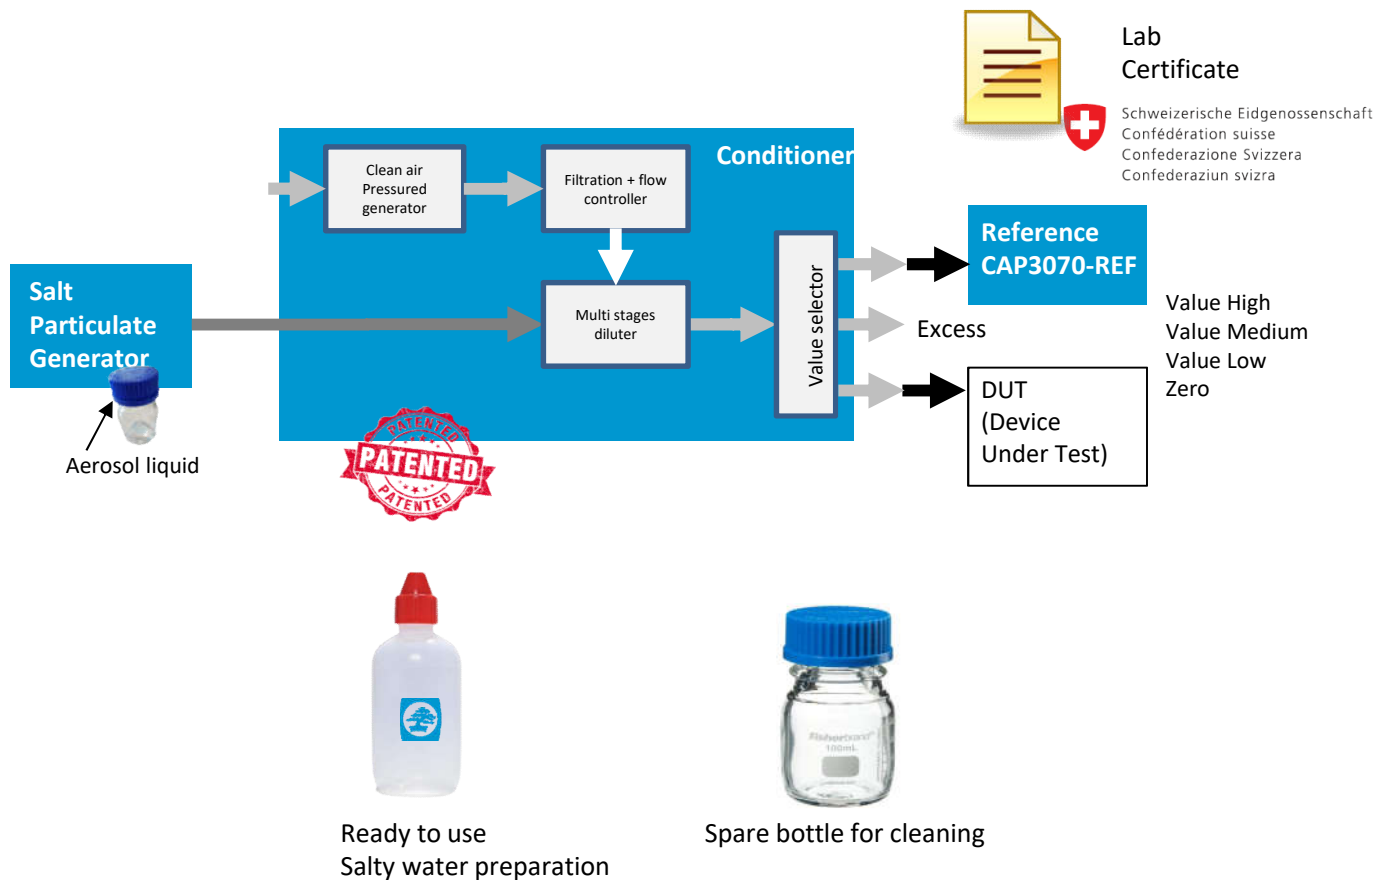 Lab
Certificate
Schweizerische Eidgenossenschaft
Confédération suisse
Confederazione Svizzera
Confederaziun svizra
Conditioner
Clean air
Pressured
generator
Filtration + flow
controller
Salt
Particulate
Generator
Aerosol liquid
Multi stages
diluter
Value selector
Reference
CAP3070-REF
Excess
DUT
(Device
Under Test)
Value High
Value Medium
Value Low
Zero
PATENTED
PATENTED
PATENTED
fisherbrand
100mL
Ready to use
Salty water preparation
Spare bottle for cleaning